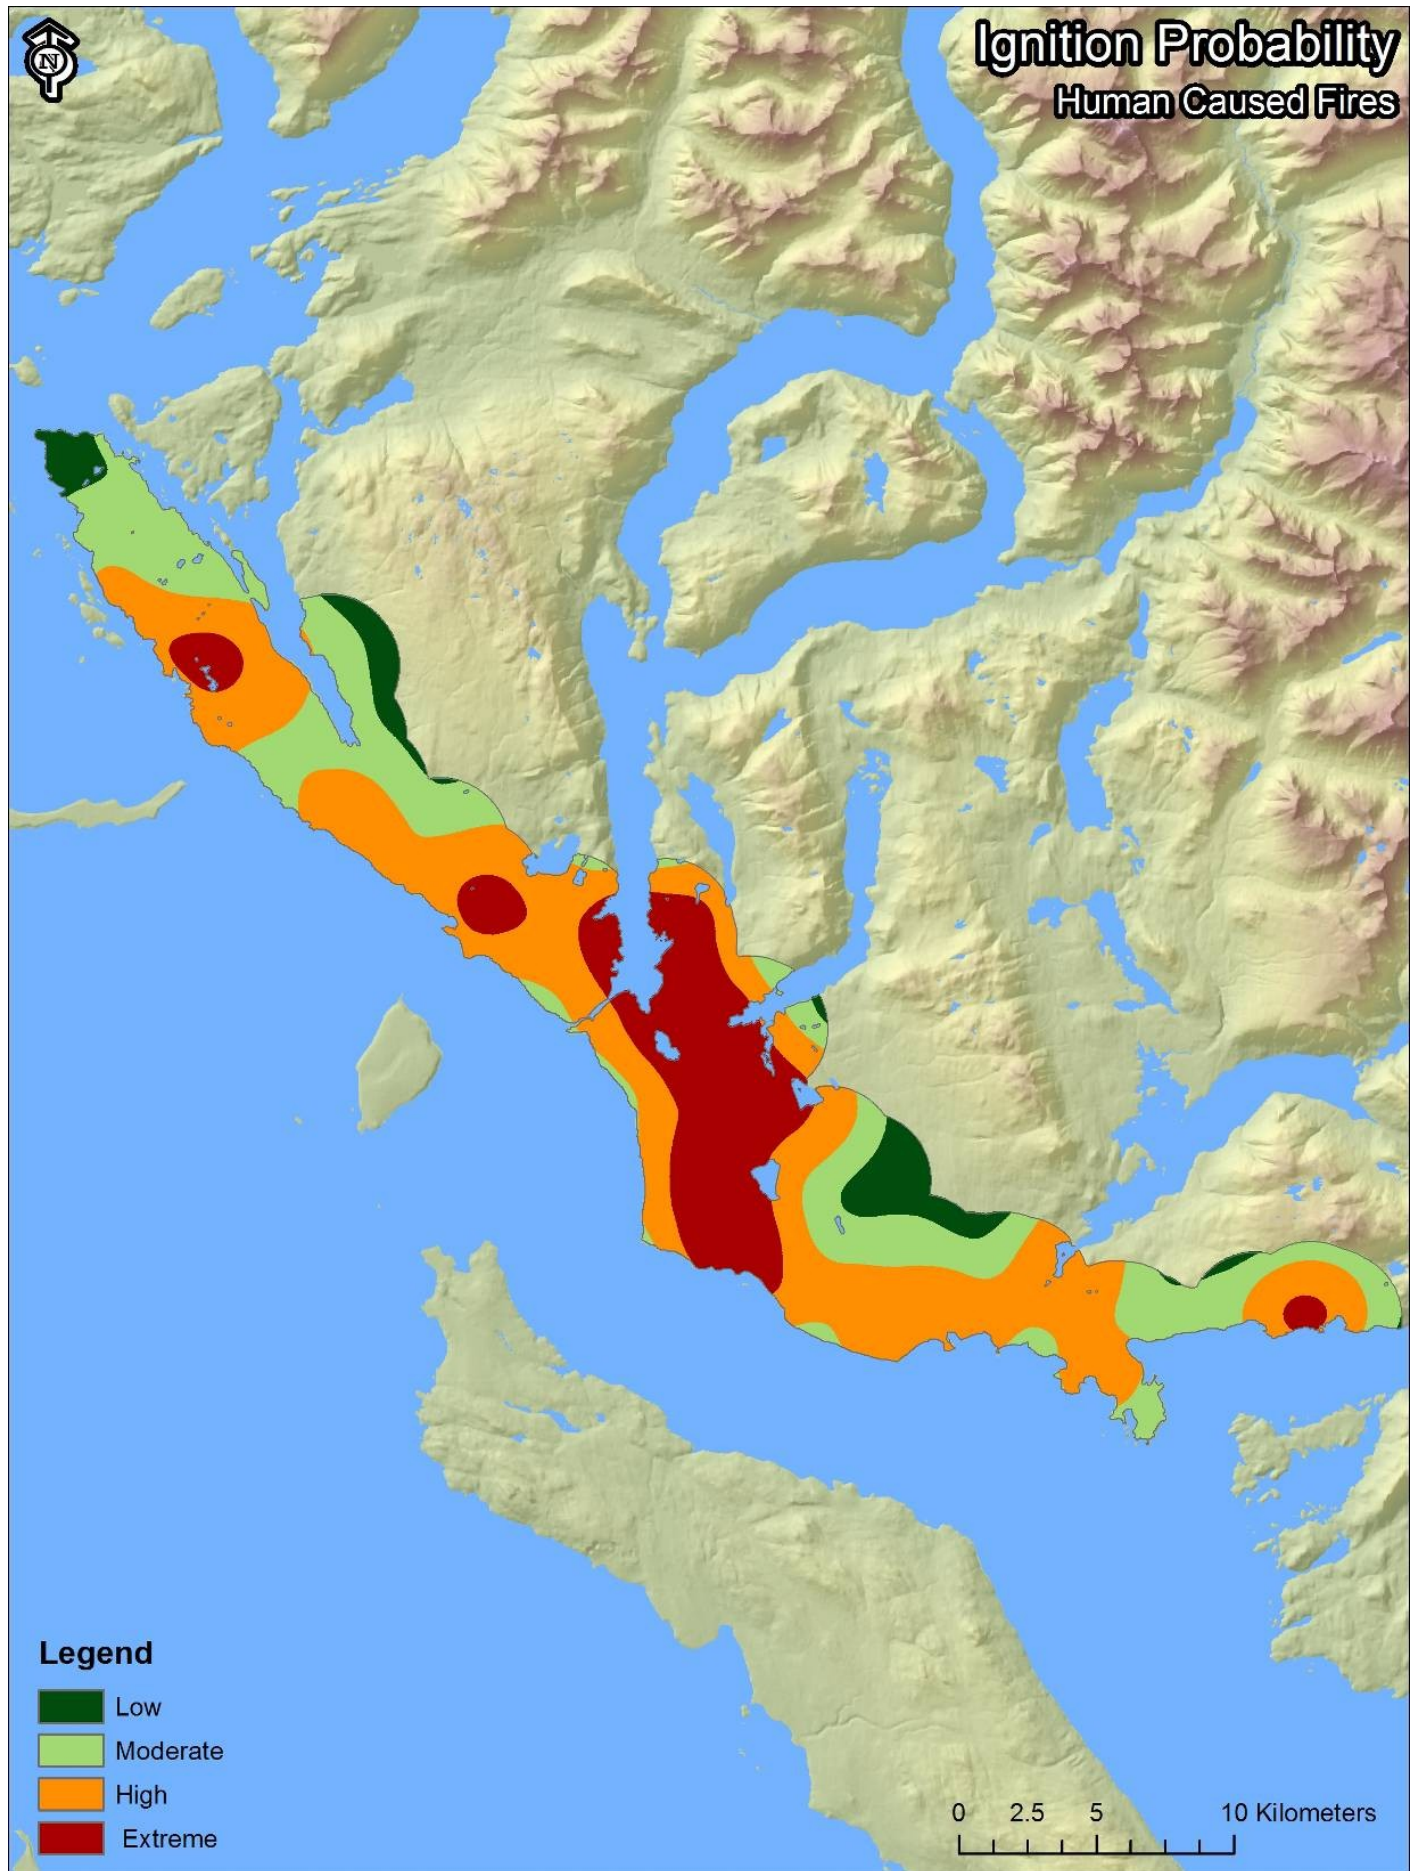 N
Ignition Probability
Human Caused Fires
Legend
Low
Moderate
High
Extreme
0 2.5 5 10 Kilometers